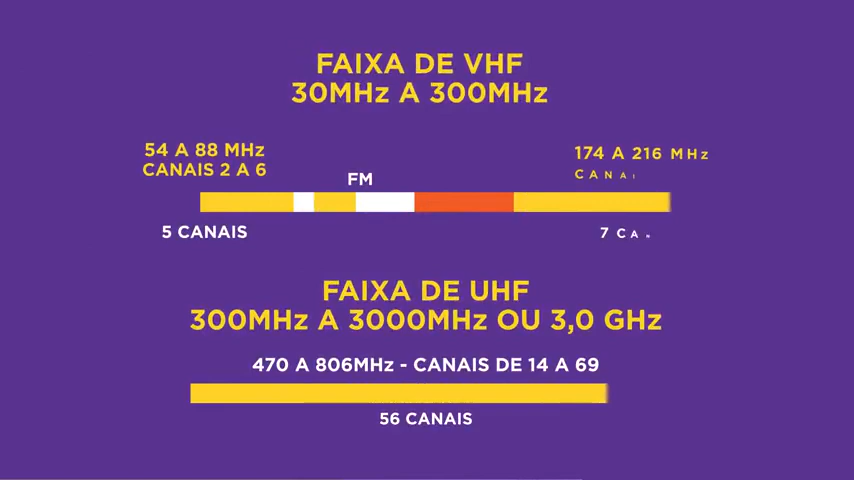 FAIXA DE VHF
30MHz A 300MHz
54 A 88 MHz
CANAIS 2 A 6
FM
174 A 216 MHz
5 CANAIS
7
FAIXA DE UHF
300MHz A 3000MHz OU 3,0 GHz
470 A 806MHz - CANAIS DE 14 A 69
56 CANAIS